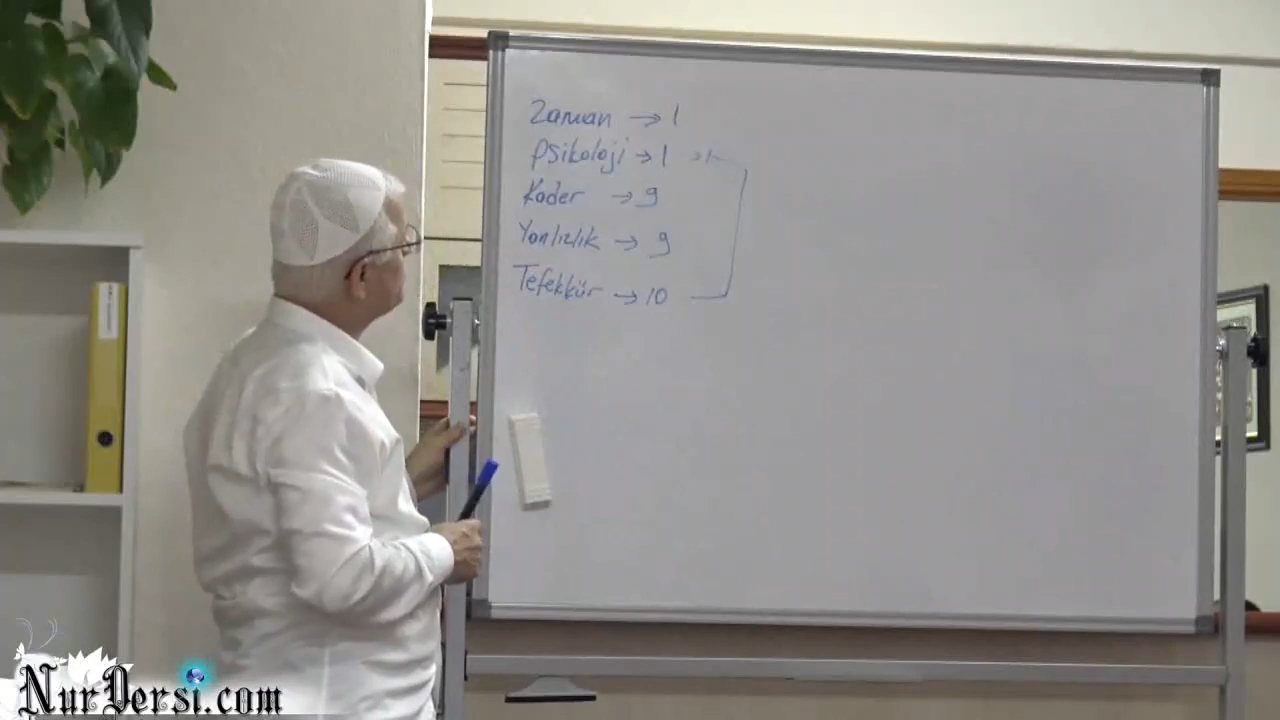 Zaman → 1
Psikoloji → 1
Kader → 9
Yanlızlık → 9
Tefekkür → 10
NurDersi.com